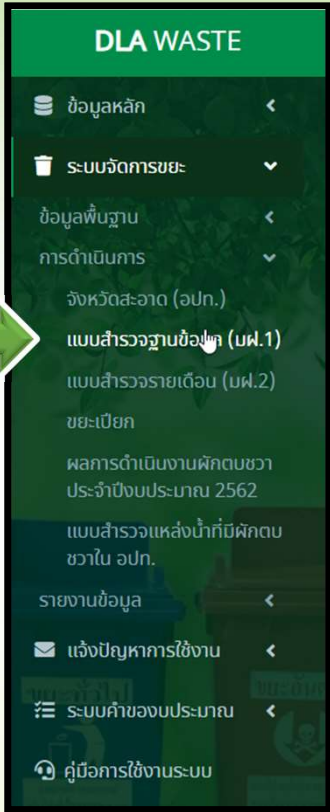 DLA WASTE
ข้อมูลหลัก
ระบบจัดการขยะ
ข้อมูลพื้นฐาน
การดำเนินการ
จังหวัดสะอาด (อปท.)
แบบสำรวจฐานข้อมูล (มฝ.1)
แบบสำรวจรายเดือน (มฝ.2)
ขยะเปียก
ผลการดำเนินงานผักตบชวา
ประจำปีงบประมาณ 2562
แบบสำรวจแหล่งน้ำที่มีผักตบ
ชวาใน อปท.
รายงานข้อมูล
แจ้งปัญหาการใช้งาน
ระบบคำของบประมาณ
คู่มือการใช้งานระบบ